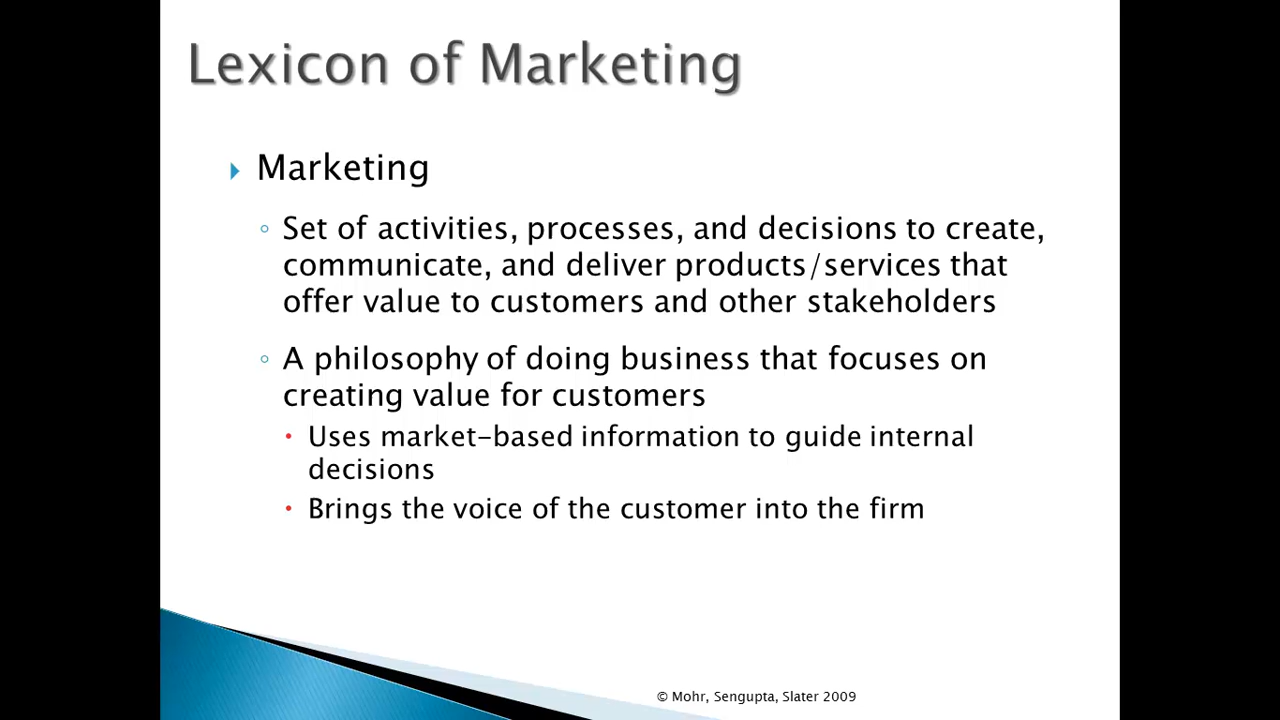 Lexicon of Marketing
Marketing
Set of activities, processes, and decisions to create,
communicate, and deliver products/services that
offer value to customers and other stakeholders
A philosophy of doing business that focuses on
creating value for customers
Uses market-based information to guide internal
decisions
Brings the voice of the customer into the firm
© Mohr, Sengupta, Slater 2009